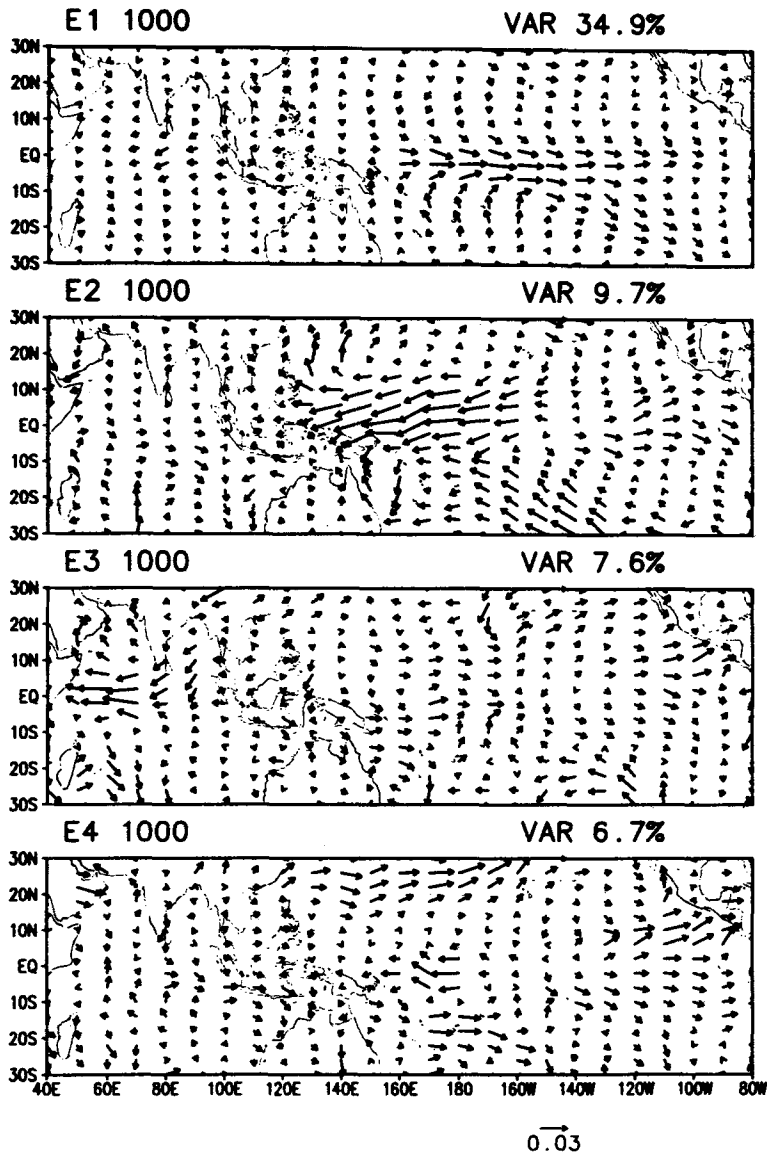 E1 1000 VAR 34.9%
30N
20N
10N
EQ
10S
20S
30S
E2 1000 VAR 9.7%
30N
20N
10N
EQ
10S
20S
30S
E3 1000 VAR 7.6%
30N
20N
10N
EQ
10S
20S
30S
E4 1000 VAR 6.7%
30N
20N
10N
EQ
10S
20S
30S
40E 60E 80E 100E 120E 140E 160E 180 160W 140W 120W 100W 80W
0.03